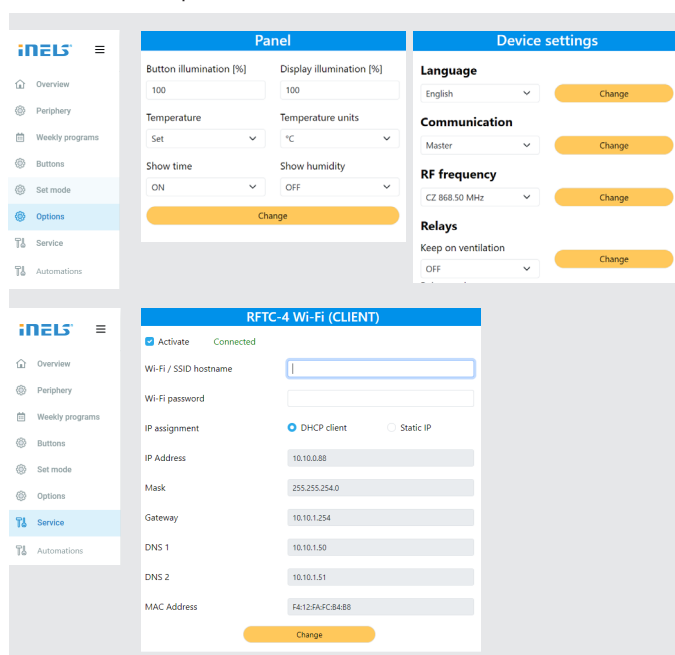 iNELS
Overview
Periphery
Weekly programs
Buttons
Set mode
Options
Service
Automations
Panel
Button illumination [%] Display illumination [%]
100 100
Temperature Temperature units
Set °C
Show time Show humidity
ON OFF
Change
Device settings
Language
English Change
Communication
Master Change
RF frequency
CZ 868.50 MHz Change
Relays
Keep on ventilation
OFF Change
iNELS
Overview
Periphery
Weekly programs
Buttons
Set mode
Options
Service
Automations
RFTC-4 Wi-Fi (CLIENT)
Activate Connected
Wi-Fi / SSID hostname
Wi-Fi password
IP assignment DHCP client Static IP
IP Address 10.10.0.88
Mask 255.255.254.0
Gateway 10.10.1.254
DNS 1 10.10.1.50
DNS 2 10.10.1.51
MAC Address F4:12:FA:FC:B4:B8
Change